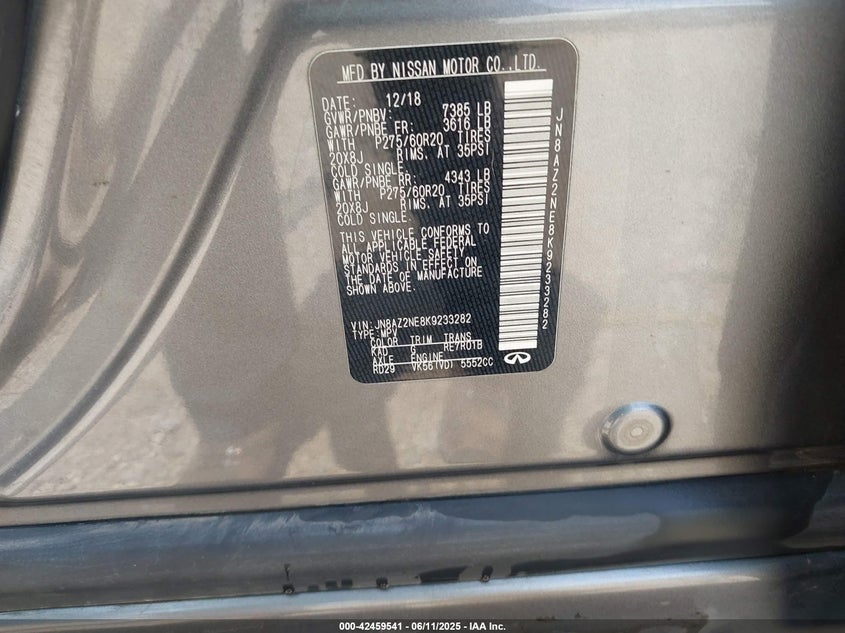 MFD BY NISSAN MOTOR CO.,LTD.
DATE: 12/18
GVWR/PNBV: 7385 LB
GAWR/PNBE FR: 3616 LB
WITH P275/60R20 TIRES
20X8J RIMS. AT 35PSI
COLD SINGLE.
GAWR/PNBE RR: 4343 LB
WITH P275/60R20 TIRES
20X8J RIMS. AT 35PSI
COLD SINGLE.
THIS VEHICLE CONFORMS TO
ALL APPLICABLE FEDERAL
MOTOR VEHICLE SAFETY
STANDARDS IN EFFECT ON
THE DATE OF MANUFACTURE
SHOWN ABOVE.
VIN: JN8AZ2NE8K9233282
TYPE: MPV
COLOR TRIM TRANS
KAD G RE7R01B
AXLE ENGINE
RD29 VK56(VD) 5552CC
JN8AZ2NE8K9233282
000-42459541 - 06/11/2025 - IAA Inc.